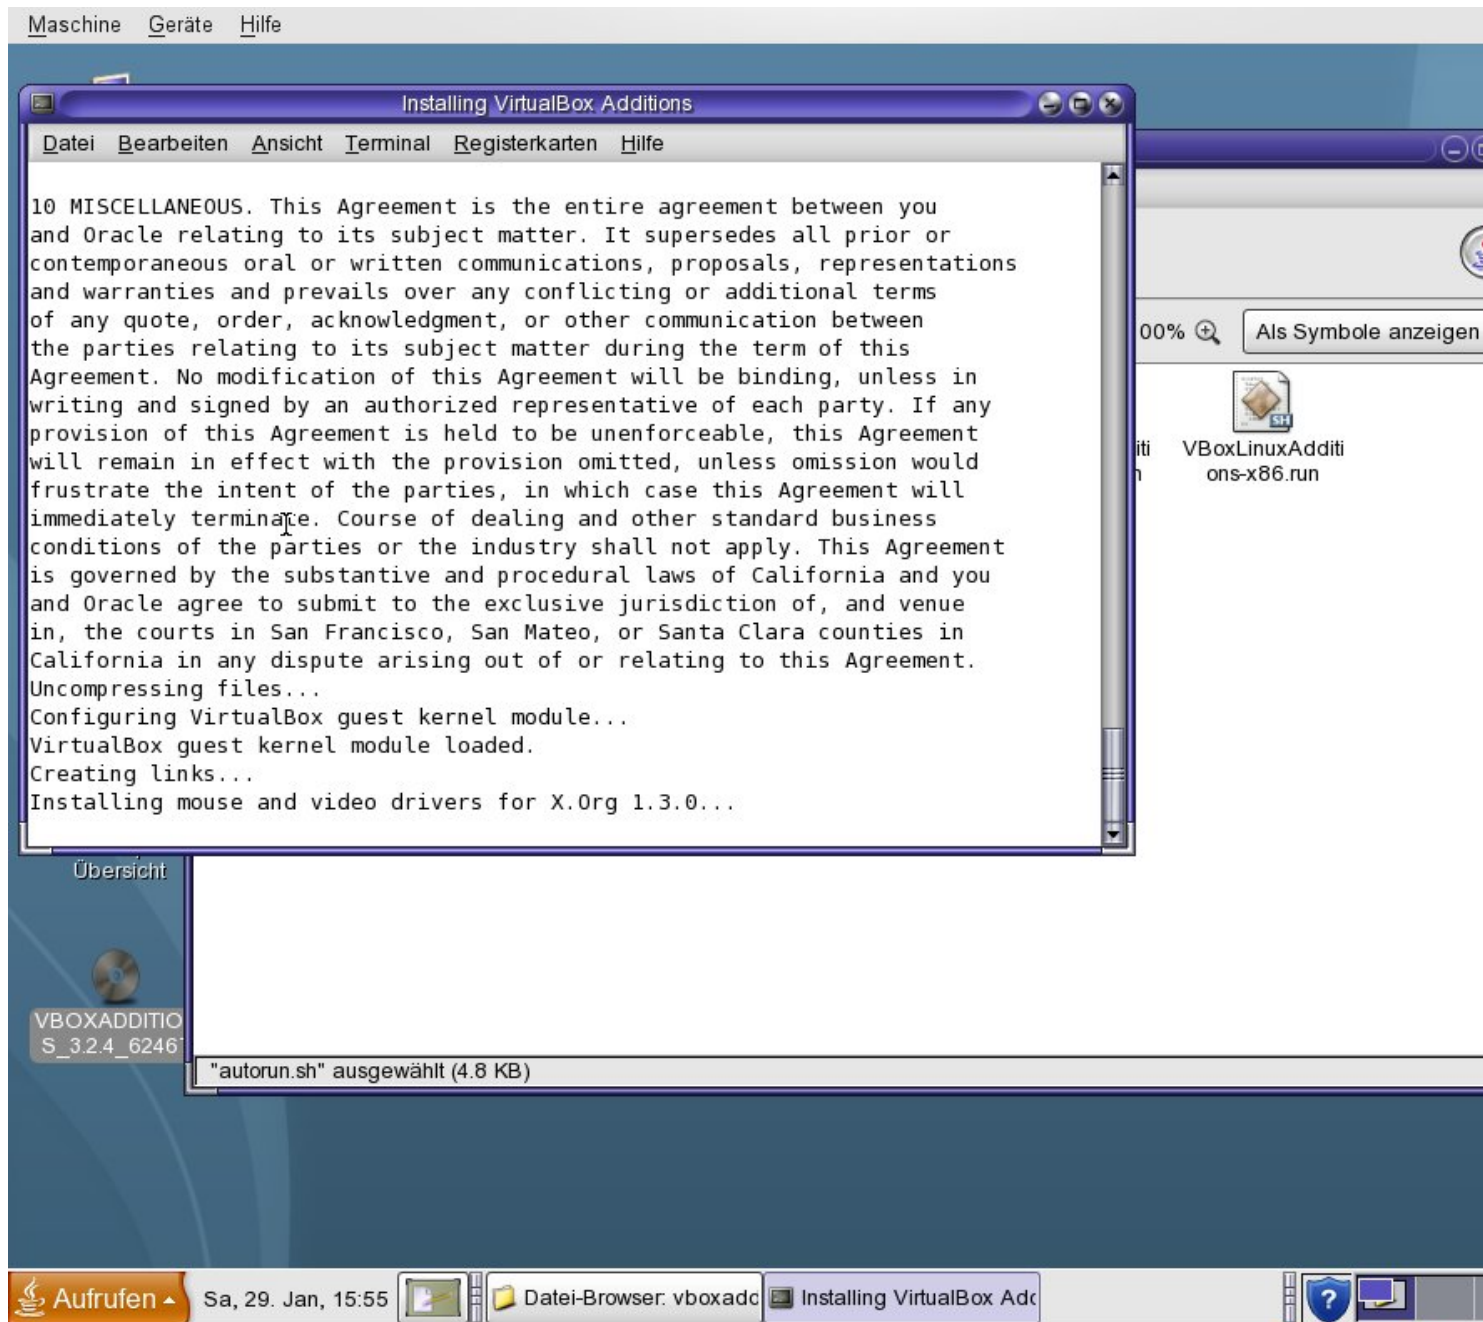 Maschine Geräte Hilfe
Installing VirtualBox Additions
Datei Bearbeiten Ansicht Terminal Registerkarten Hilfe
10 MISCELLANEOUS. This Agreement is the entire agreement between you
and Oracle relating to its subject matter. It supersedes all prior or
contemporaneous oral or written communications, proposals, representations
and warranties and prevails over any conflicting or additional terms
of any quote, order, acknowledgment, or other communication between
the parties relating to its subject matter during the term of this
Agreement. No modification of this Agreement will be binding, unless in
writing and signed by an authorized representative of each party. If any
provision of this Agreement is held to be unenforceable, this Agreement
will remain in effect with the provision omitted, unless omission would
frustrate the intent of the parties, in which case this Agreement will
immediately terminate. Course of dealing and other standard business
conditions of the parties or the industry shall not apply. This Agreement
is governed by the substantive and procedural laws of California and you
and Oracle agree to submit to the exclusive jurisdiction of, and venue
in, the courts in San Francisco, San Mateo, or Santa Clara counties in
California in any dispute arising out of or relating to this Agreement.
Uncompressing files...
Configuring VirtualBox guest kernel module...
VirtualBox guest kernel module loaded.
Creating links...
Installing mouse and video drivers for X.Org 1.3.0...
00% Als Symbole anzeigen
iti
n
SH
VBoxLinuxAdditi
ons-x86.run
Übersicht
VBOXADDITIO
S_3.2.4_6246
"autorun.sh" ausgewählt (4.8 KB)
Aufrufen Sa, 29. Jan, 15:55 Datei-Browser: vboxadd Installing VirtualBox Add